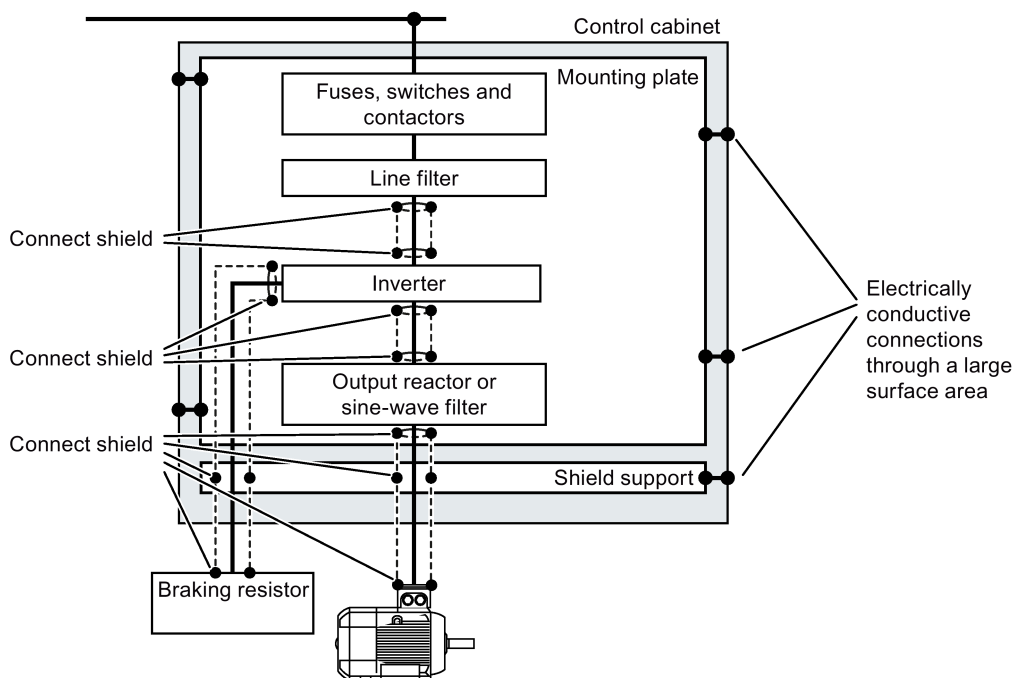 Control cabinet
Mounting plate
Fuses, switches and
contactors
Line filter
Connect shield
Inverter
Electrically
conductive
connections
through a large
surface area
Connect shield
Output reactor or
sine-wave filter
Connect shield
Shield support
Braking resistor